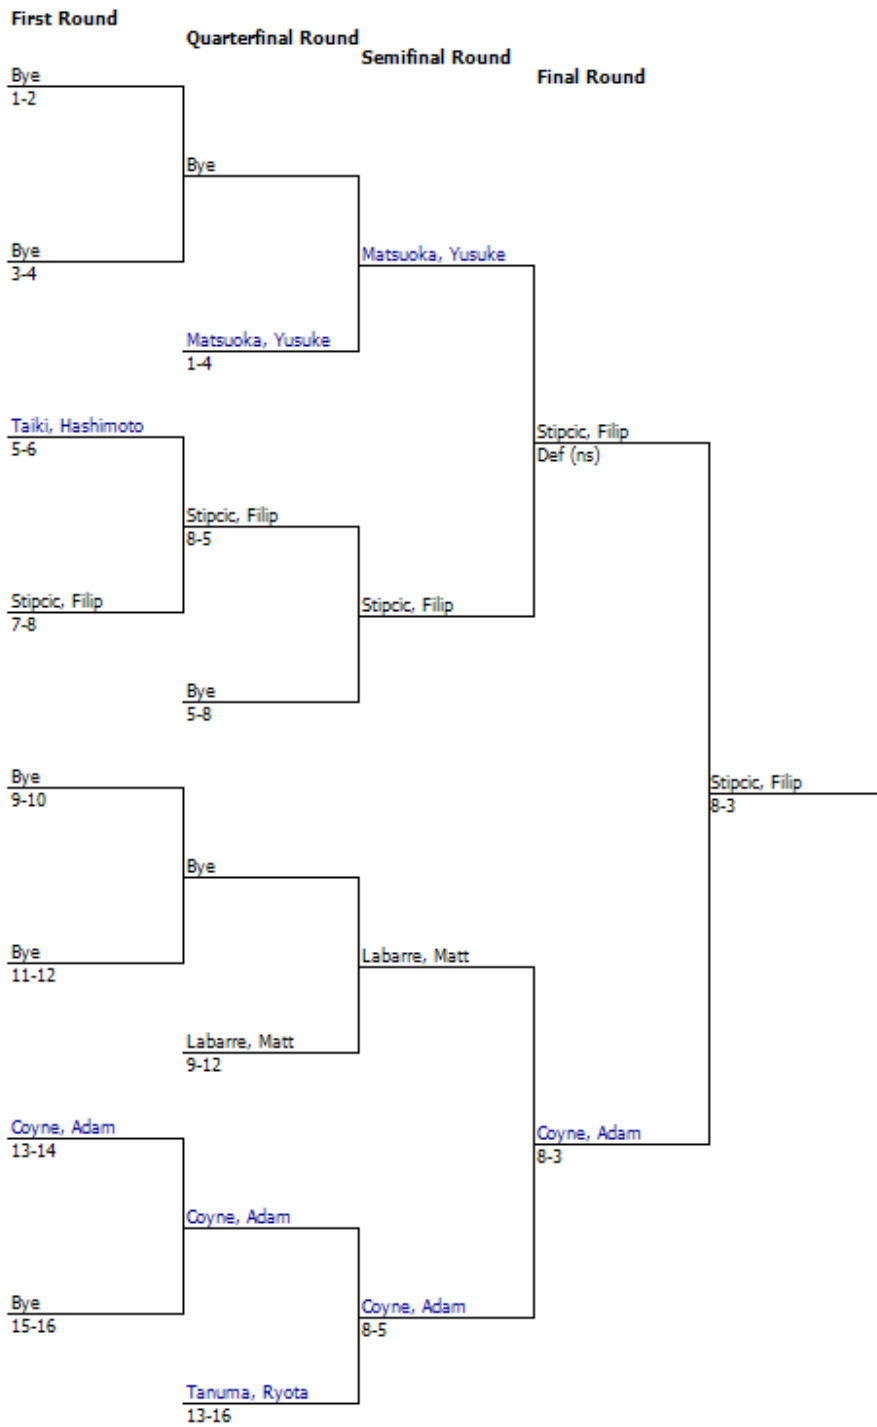 First Round
Quarterfinal Round
Semifinal Round
Final Round
Bye
1-2
Bye
Bye
3-4
Matsuoka, Yusuke
Matsuoka, Yusuke
1-4
Taiki, Hashimoto
5-6
Stipcic, Filip
Def (ns)
Stipcic, Filip
8-5
Stipcic, Filip
7-8
Stipcic, Filip
Bye
5-8
Bye
9-10
Stipcic, Filip
8-3
Bye
Bye
11-12
Labarre, Matt
Labarre, Matt
9-12
Coyne, Adam
13-14
Coyne, Adam
8-3
Coyne, Adam
Bye
15-16
Coyne, Adam
8-5
Tanuma, Ryota
13-16